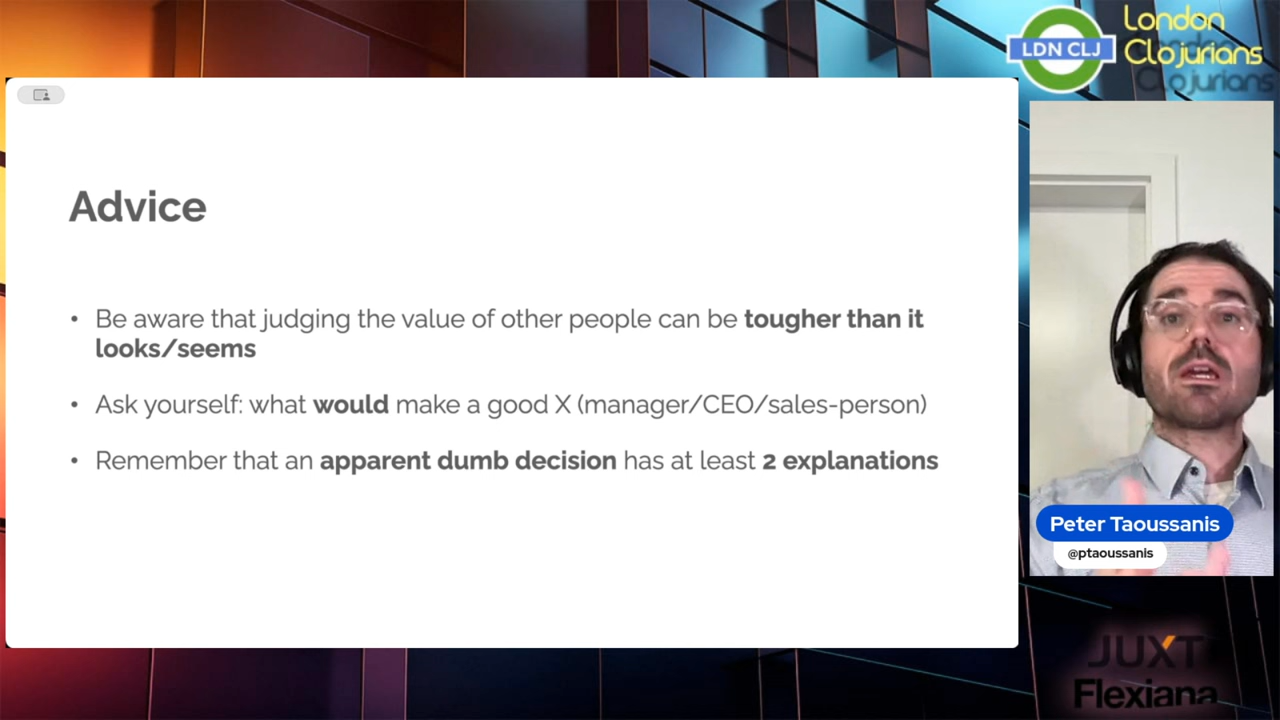 London
Clojurians
LDN CLJ
Clojurians
Advice
• Be aware that judging the value of other people can be tougher than it
looks/seems
• Ask yourself: what would make a good X (manager/CEO/sales-person)
• Remember that an apparent dumb decision has at least 2 explanations
Peter Taoussanis
@ptaoussanis
JUXT
Flexiana